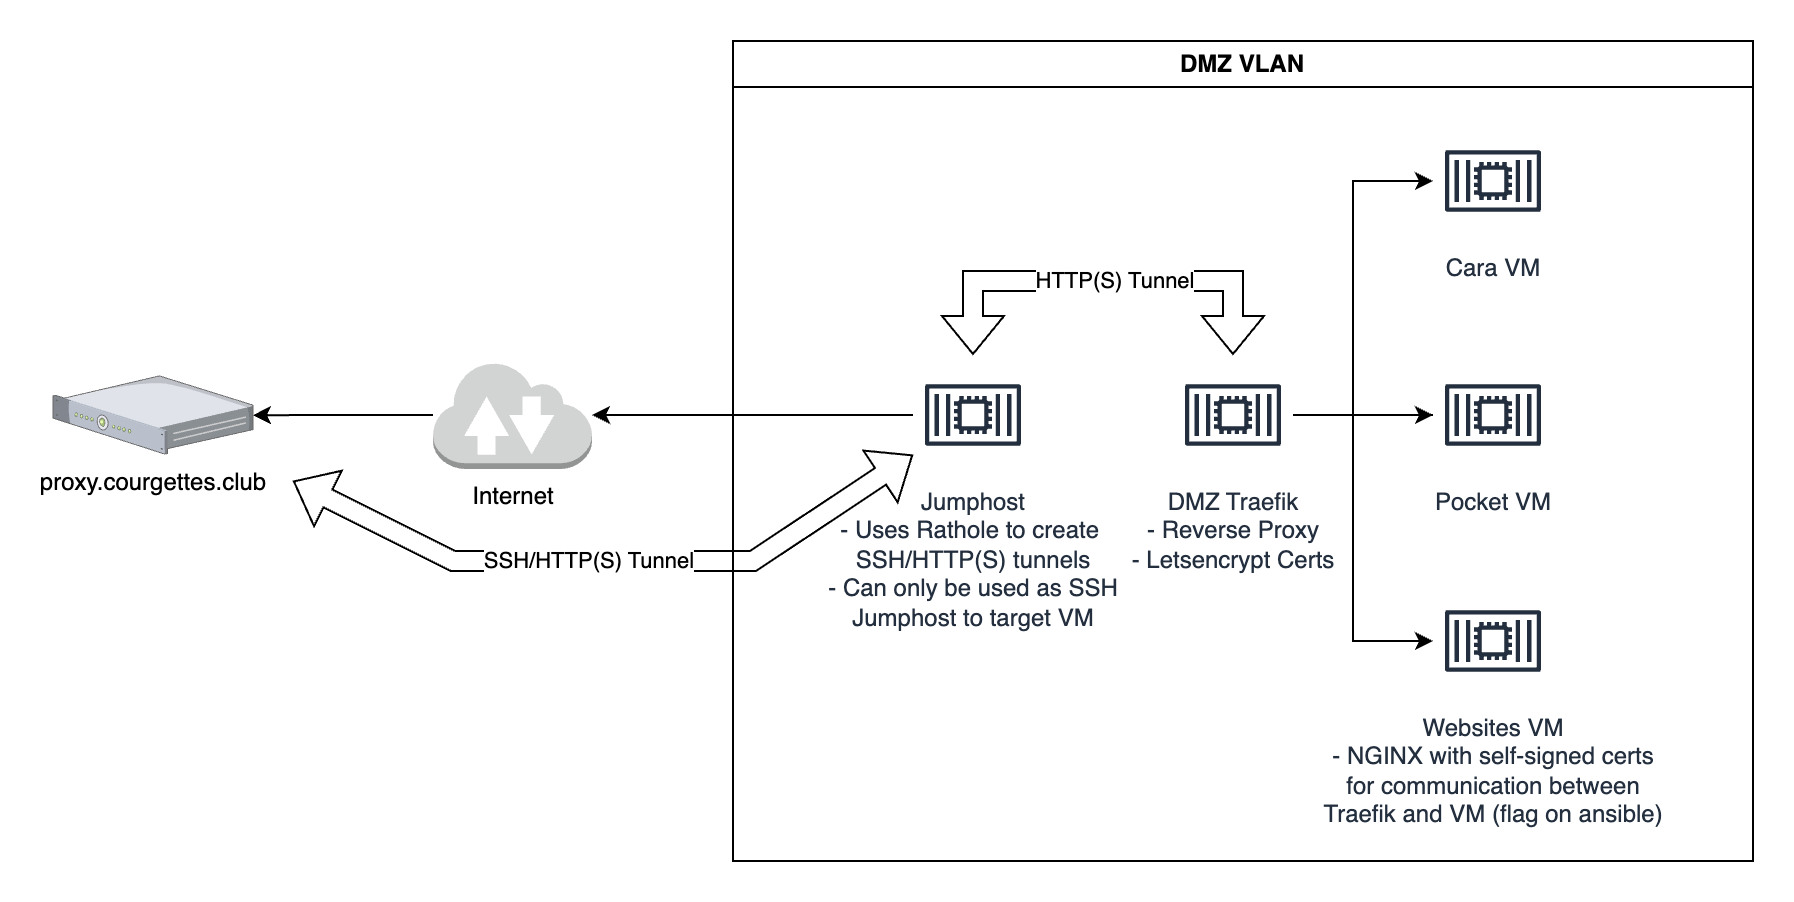 DMZ VLAN
Cara VM
HTTP(S) Tunnel
proxy.courgettes.club
Internet
SSH/HTTP(S) Tunnel
Jumphost
- Uses Rathole to create
SSH/HTTP(S) tunnels
- Can only be used as SSH
Jumphost to target VM
DMZ Traefik
- Reverse Proxy
- Letsencrypt Certs
Pocket VM
Websites VM
- NGINX with self-signed certs
for communication between
Traefik and VM (flag on ansible)